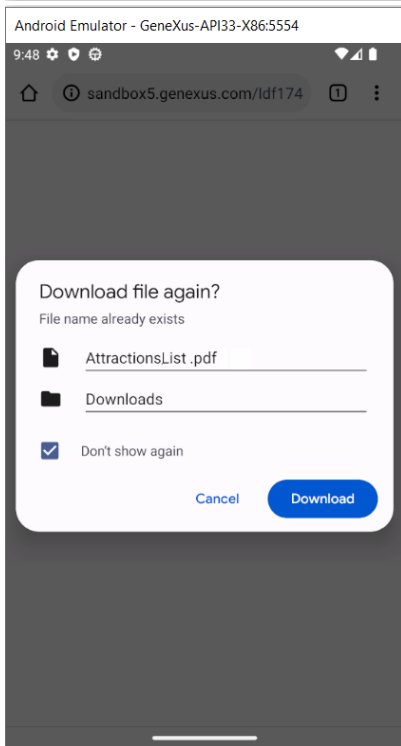 Android Emulator - GeneXus-API33-X86:5554
9:48
sandbox5.genexus.com/ldf174
1
Download file again?
File name already exists
AttractionsList .pdf
Downloads
Don't show again
Cancel
Download